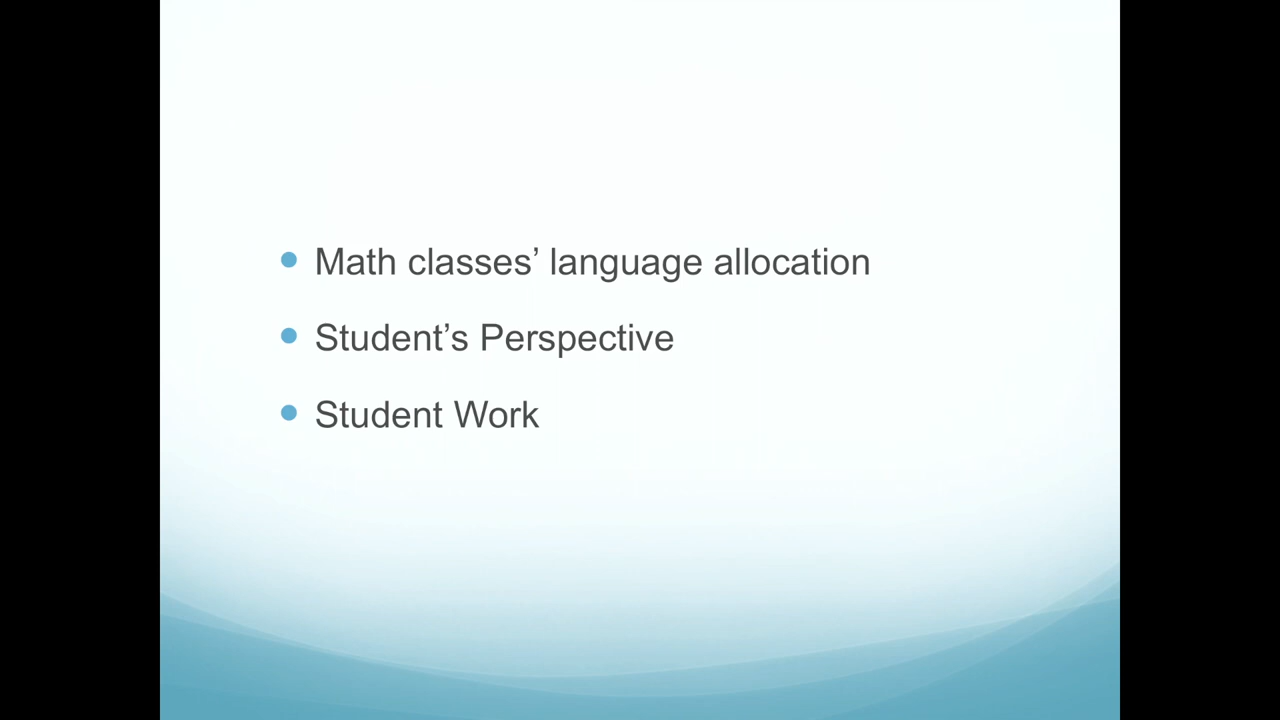 Math classes’ language allocation
Student’s Perspective
Student Work